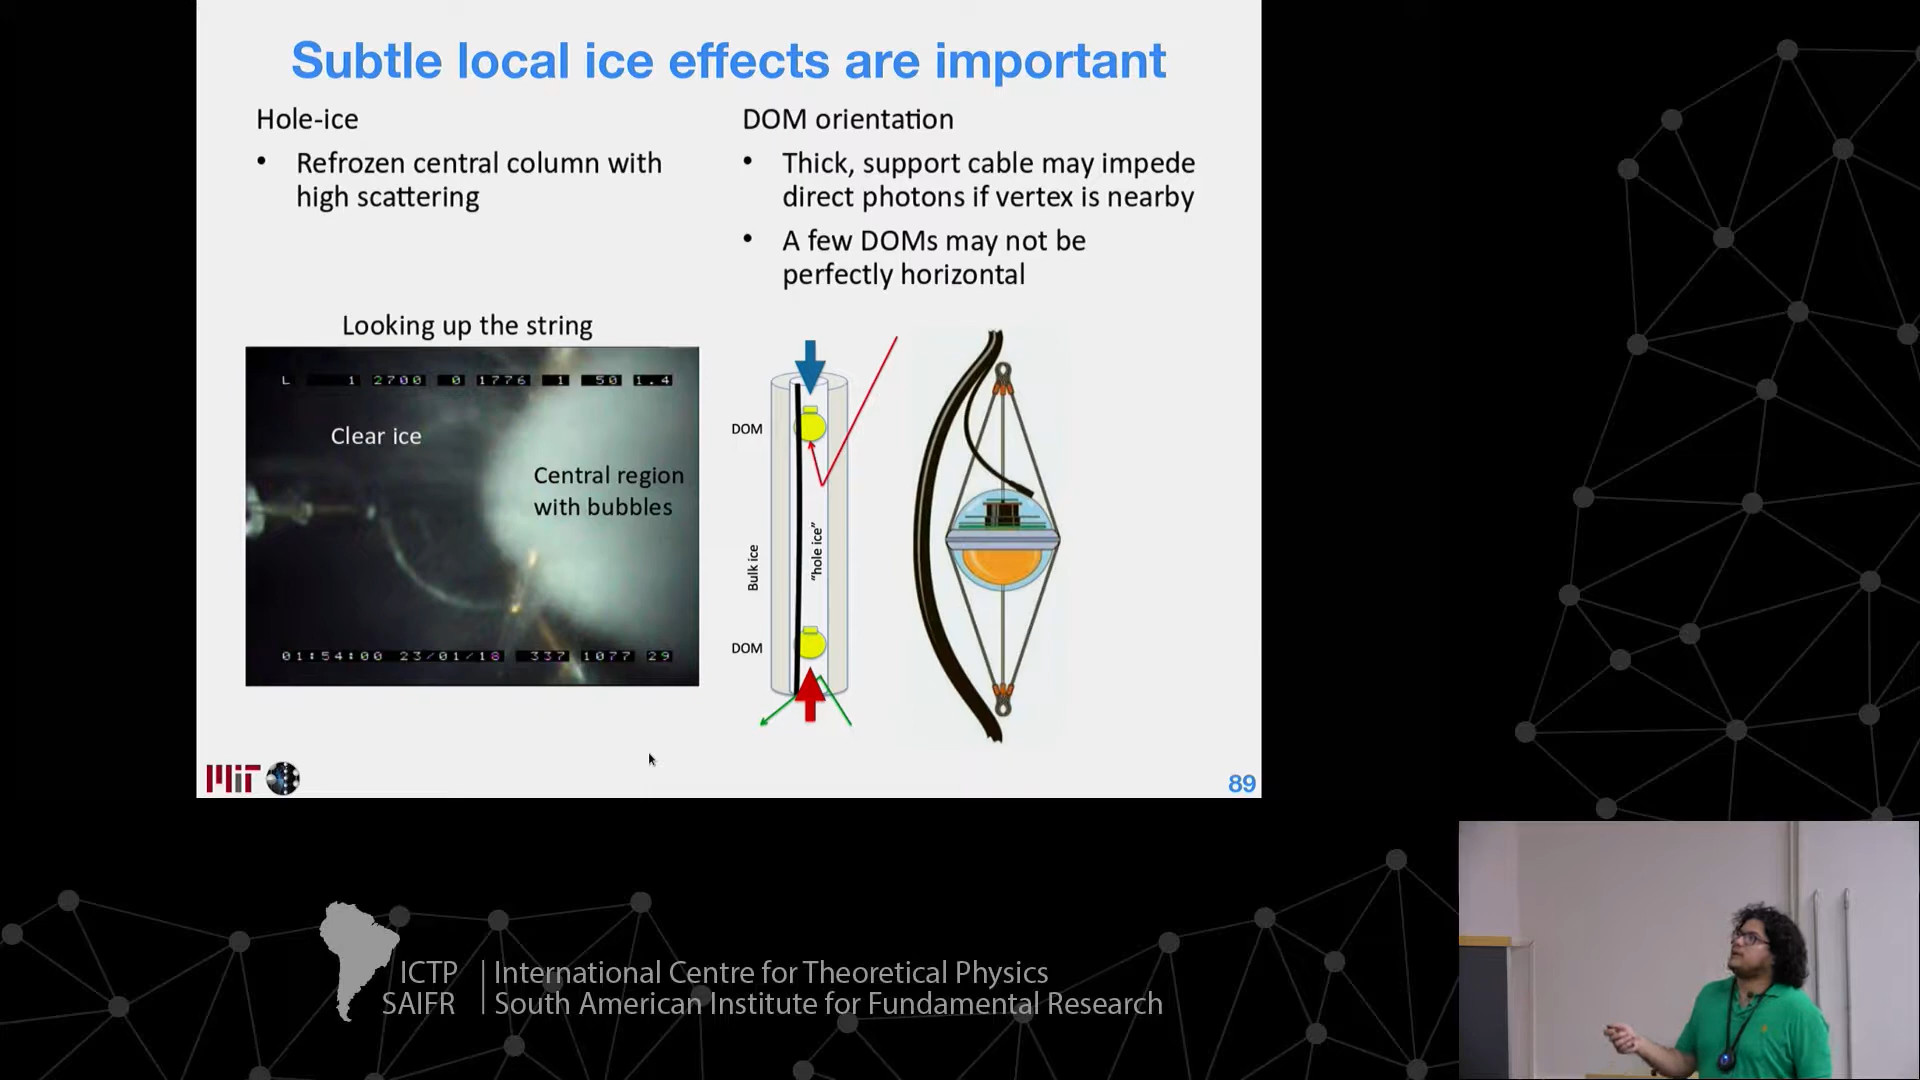 Subtle local ice effects are important
Hole-ice
• Refrozen central column with
high scattering
DOM orientation
• Thick, support cable may impede
direct photons if vertex is nearby
• A few DOMs may not be
perfectly horizontal
Looking up the string
L 1 2700 0 1776 1 50 1.4
Clear ice
Central region
with bubbles
01:54:00 23/01/18 337 1077 29
DOM
Bulk ice
"hole ice"
DOM
MIT
89
ICTP
SAIFR
International Centre for Theoretical Physics
South American Institute for Fundamental Research